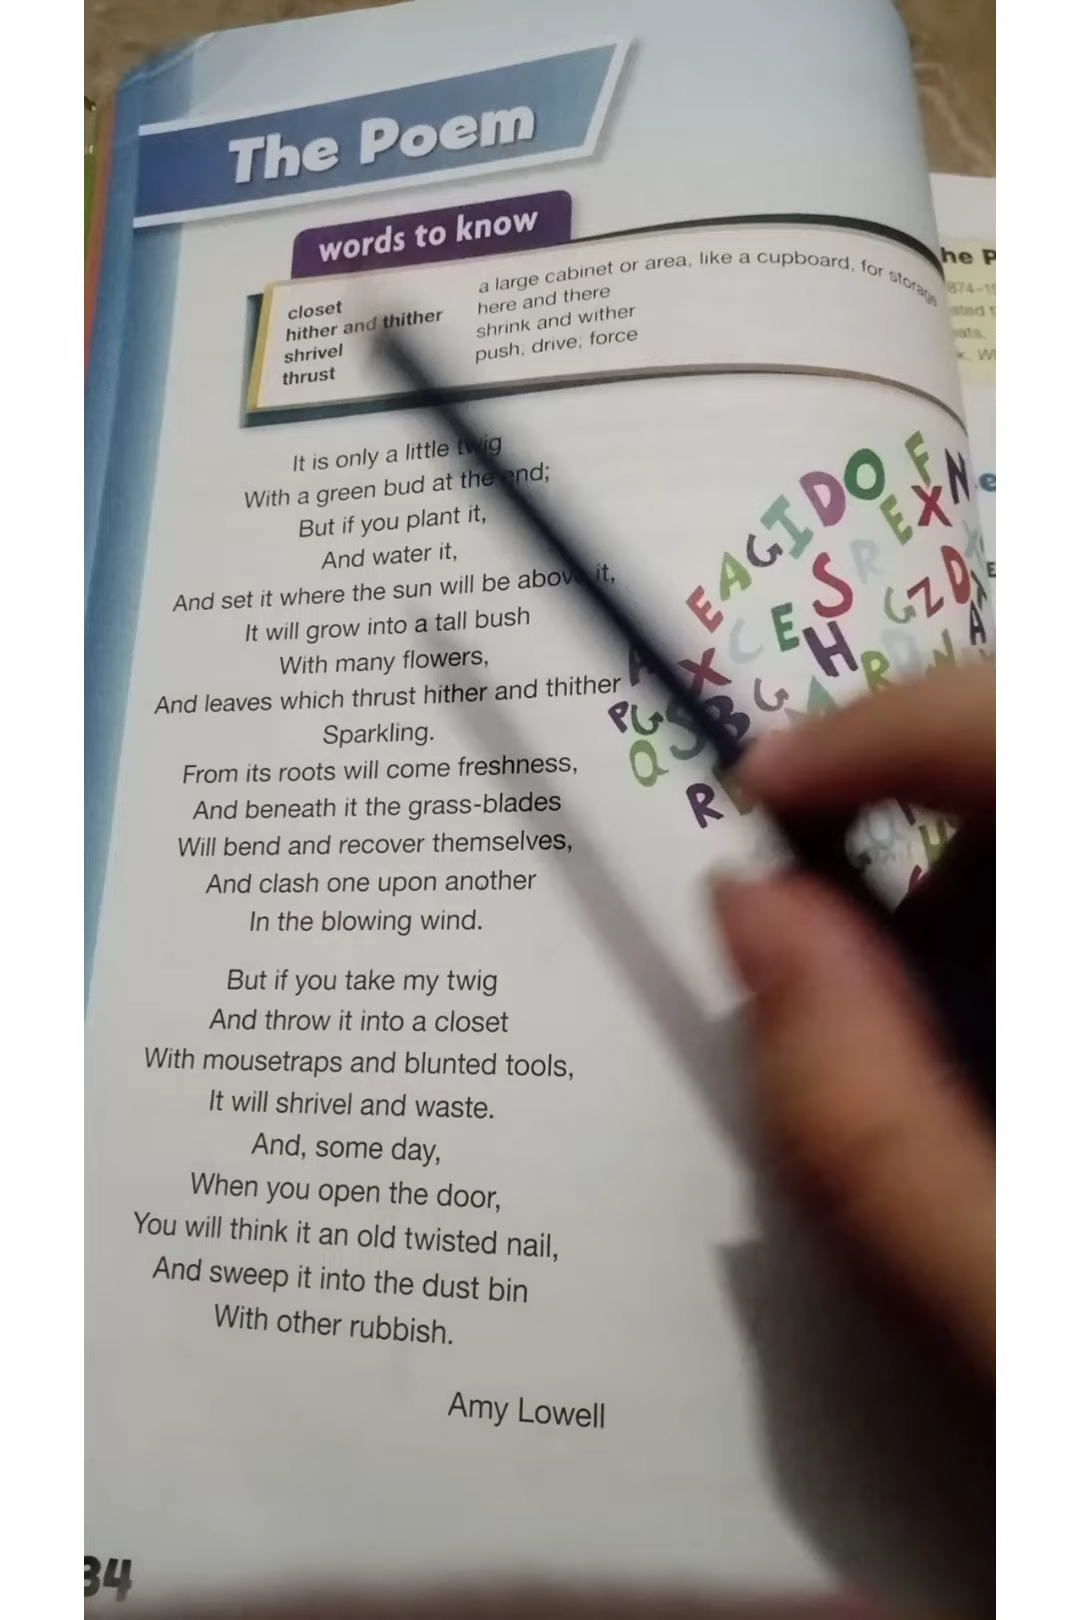 The Poem
words to know
closet a large cabinet or area, like a cupboard, for storage
hither and thither here and there
shrivel shrink and wither
thrust push; drive; force
It is only a little twig
With a green bud at the end;
But if you plant it,
And water it,
And set it where the sun will be above it,
It will grow into a tall bush
With many flowers,
And leaves which thrust hither and thither
Sparkling.
From its roots will come freshness,
And beneath it the grass-blades
Will bend and recover themselves,
And clash one upon another
In the blowing wind.
But if you take my twig
And throw it into a closet
With mousetraps and blunted tools,
It will shrivel and waste.
And, some day,
When you open the door,
You will think it an old twisted nail,
And sweep it into the dust bin
With other rubbish.
Amy Lowell
34